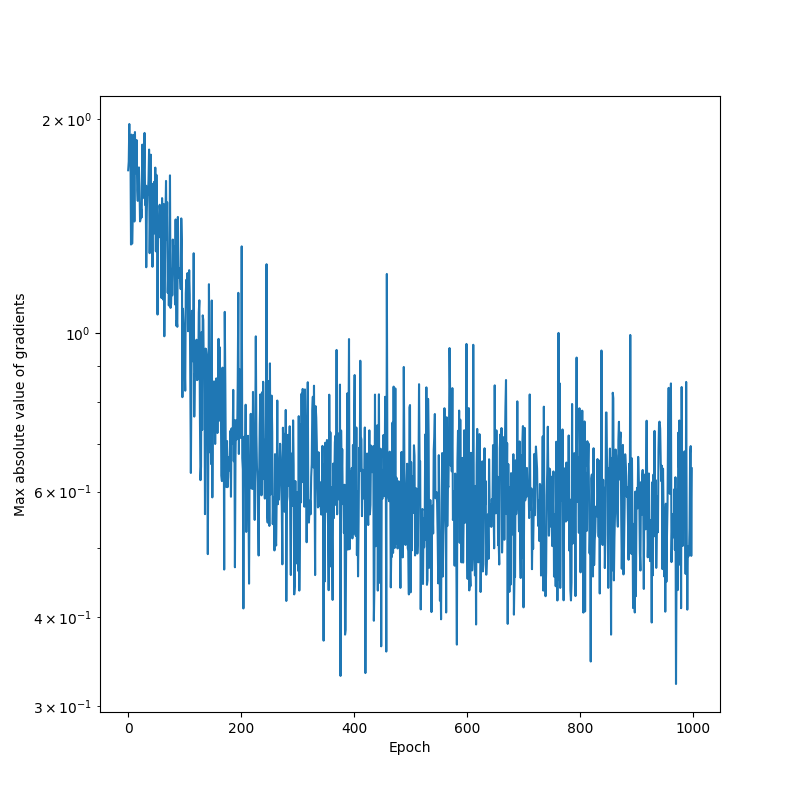 Max absolute value of gradients
2 × 10⁰
10⁰
6 × 10⁻¹
4 × 10⁻¹
3 × 10⁻¹
0 200 400 600 800 1000
Epoch